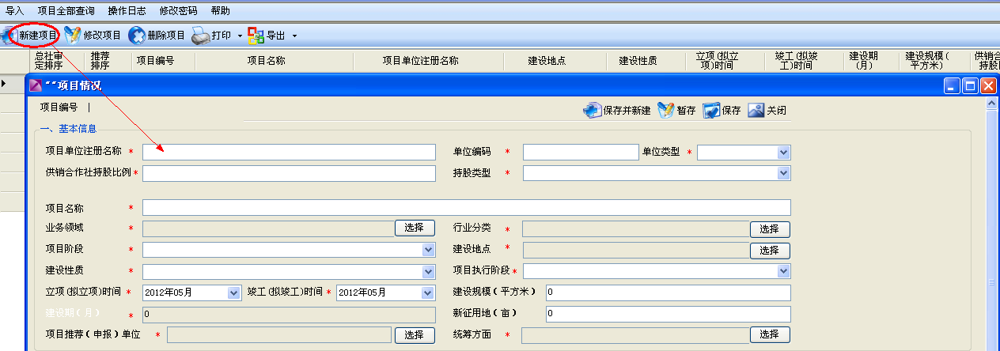 导入 项目全部查询 操作日志 修改密码 帮助
新建项目 修改项目 删除项目 打印 导出
总社审定排序 推荐排序 项目编号 项目名称 项目单位注册名称 建设地点 建设性质 立项(拟立项)时间 竣工(拟竣工)时间 建设期(月) 建设规模(平方米) 供销合 持股
**项目情况
项目编号 |
保存并新建 暂存 保存 关闭
一、基本信息
项目单位注册名称 * 单位编码 * 单位类型 *
供销合作社持股比例 * 持股类型 *
项目名称 *
业务领域 * 选择 行业分类 * 选择
项目阶段 * 建设地点 * 选择
建设性质 * 项目执行阶段 *
立项(拟立项)时间 * 2012年05月 竣工(拟竣工)时间 * 2012年05月 建设规模(平方米) 0
建设期(月) * 0 新征用地(亩) 0
项目推荐(申报)单位 * 选择 统筹方面 * 选择